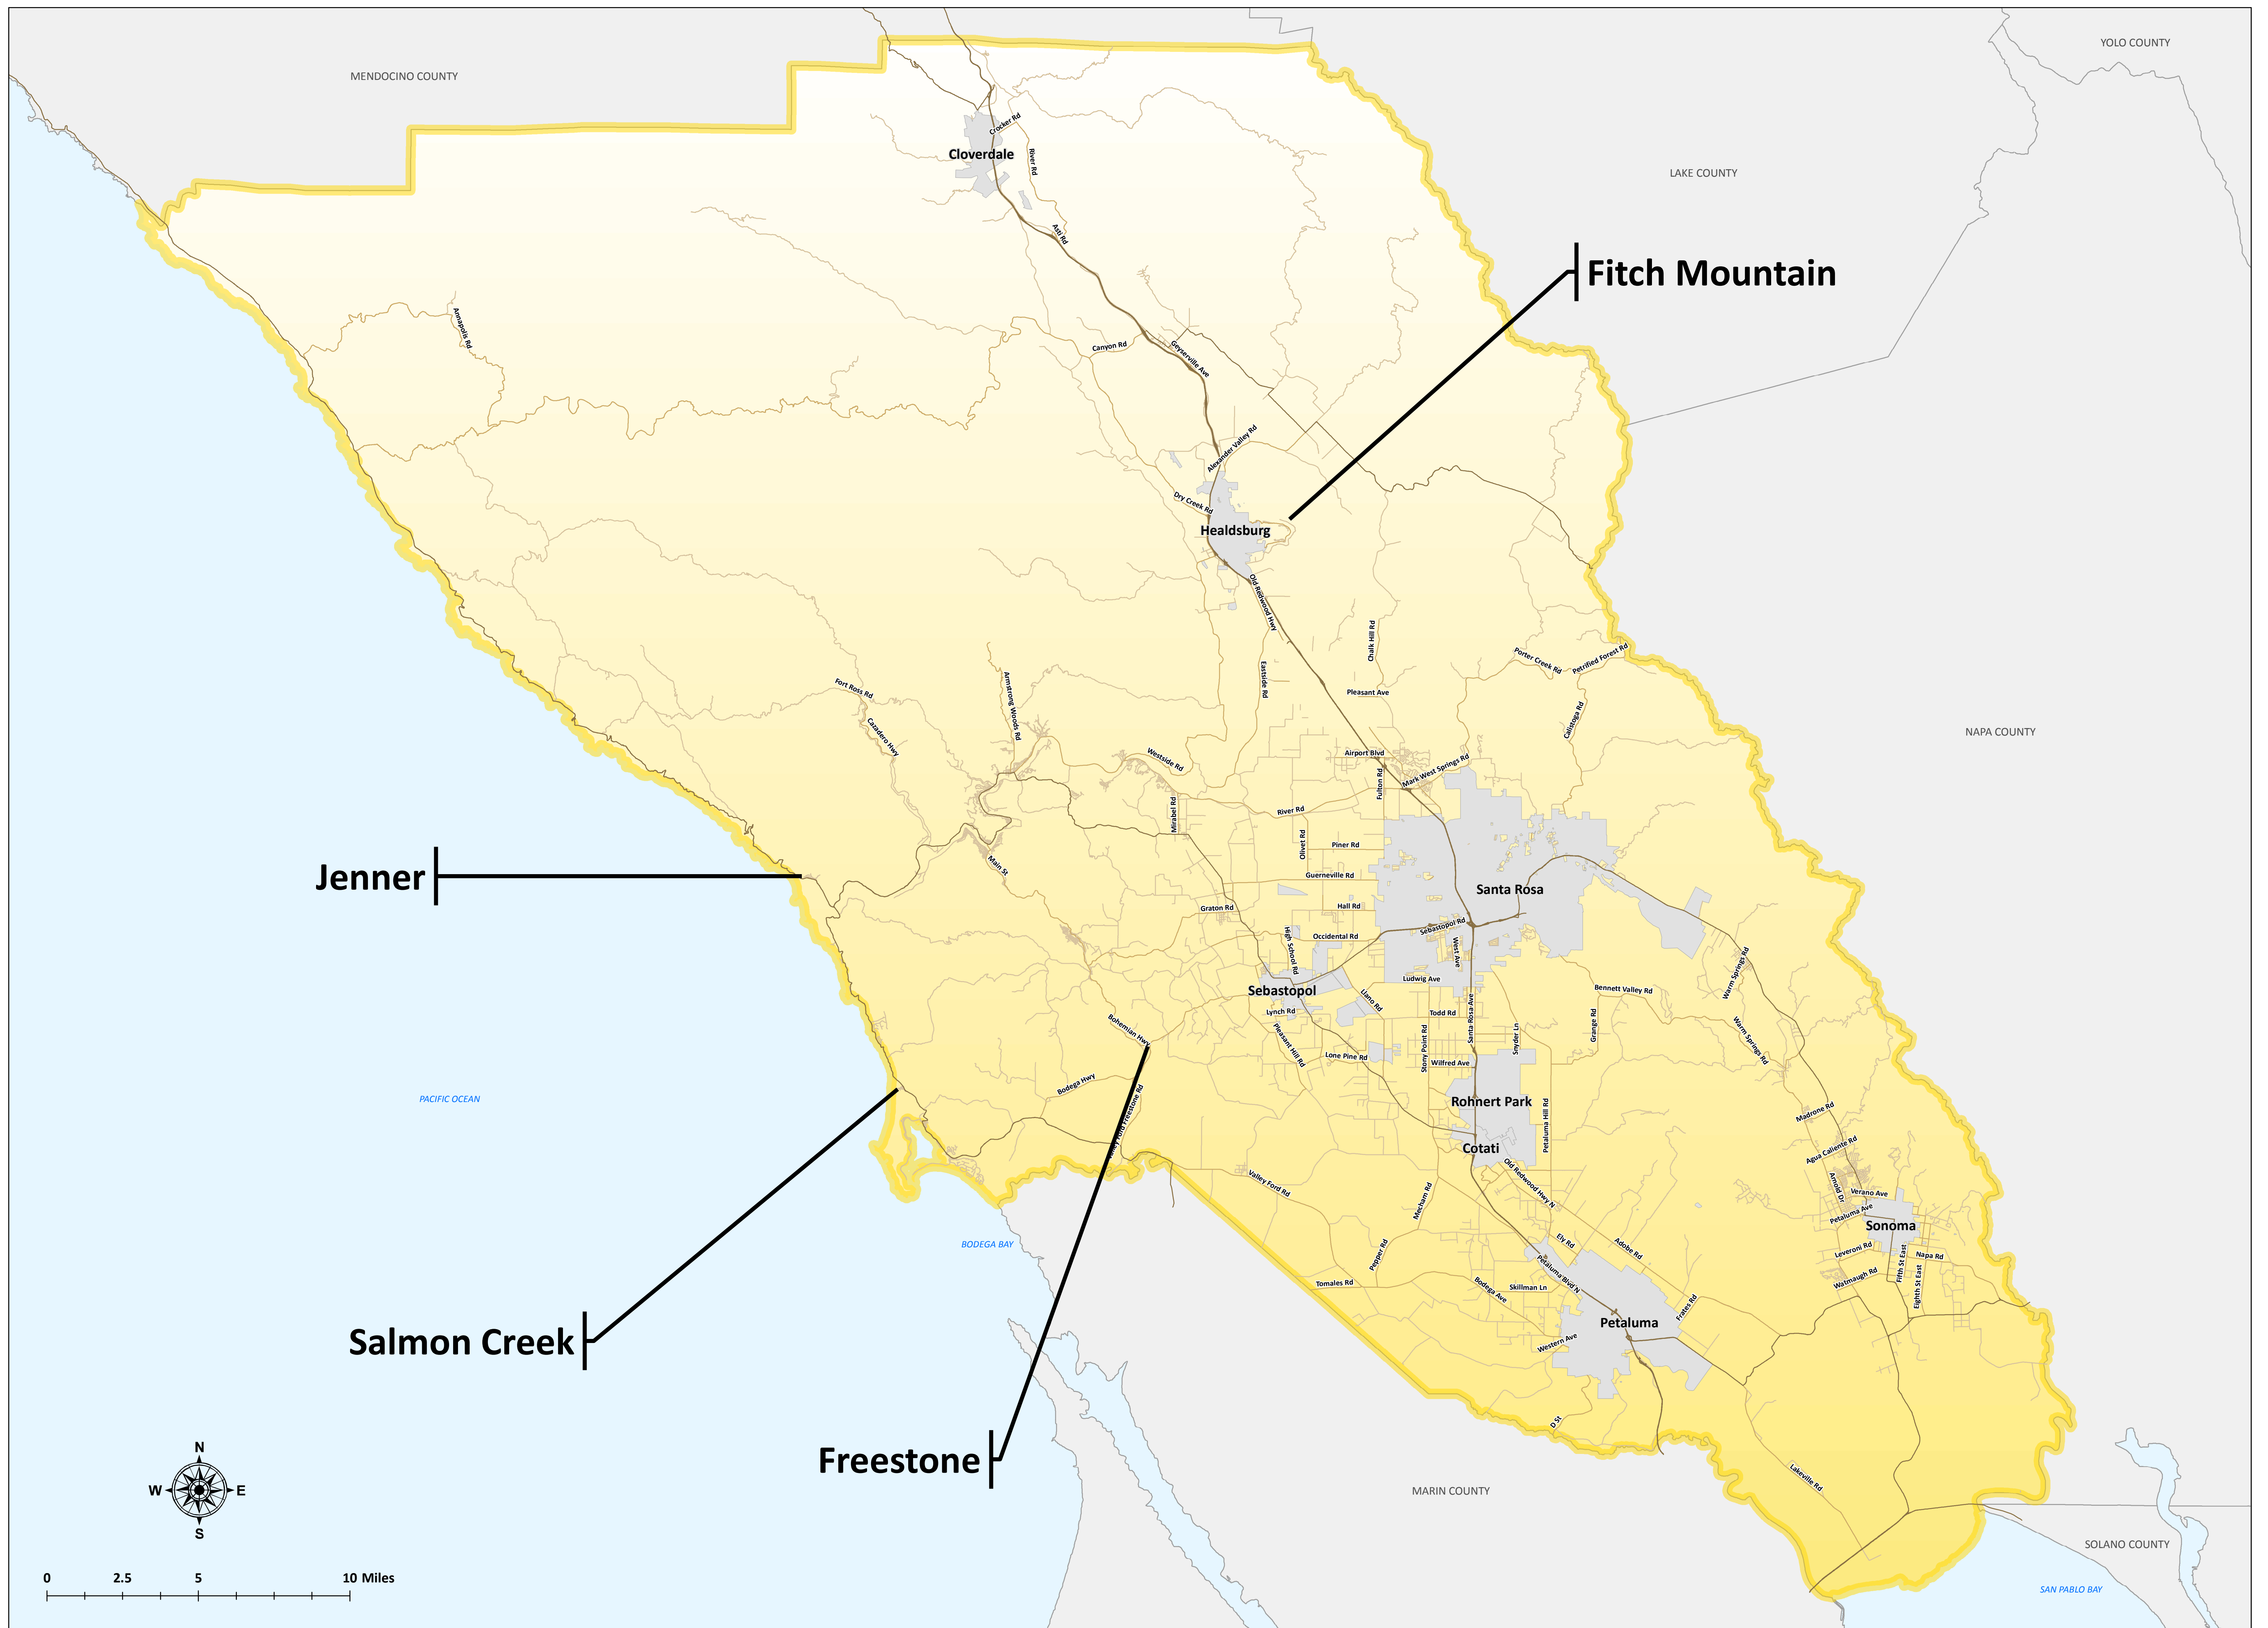 YOLO COUNTY
MENDOCINO COUNTY
Crocker Rd
Cloverdale
River Rd
LAKE COUNTY
Asti Rd
Fitch Mountain
Annapolis Rd
Canyon Rd
Geyserville Ave
Alexander Valley Rd
Dry Creek Rd
Healdsburg
Old Redwood Hwy
Chalk Hill Rd
Porter Creek Rd
Petrified Forest Rd
Eastside Rd
Fort Ross Rd
Armstrong Woods Rd
Pleasant Ave
Cazadero Hwy
Calistoga Rd
NAPA COUNTY
Westside Rd
Airport Blvd
Mark West Springs Rd
Fulton Rd
Mirabel Rd
River Rd
Olivet Rd
Piner Rd
Main St
Jenner
Guerneville Rd
Santa Rosa
Graton Rd
Hall Rd
Sebastopol Rd
High School Rd
Occidental Rd
West Ave
Warm Springs Rd
Ludwig Ave
Sebastopol
Llano Rd
Bennett Valley Rd
Lynch Rd
Todd Rd
Santa Rosa Ave
Bohemian Hwy
Pleasant Hill Rd
Stony Point Rd
Snyder Ln
Grange Rd
Warm Springs Rd
Lone Pine Rd
Wilfred Ave
Bodega Hwy
PACIFIC OCEAN
Valley Ford Freestone Rd
Rohnert Park
Petaluma Hill Rd
Madrone Rd
Cotati
Agua Caliente Rd
Old Redwood Hwy N
Valley Ford Rd
Mecham Rd
Arnold Dr
Verano Ave
Petaluma Ave
Sonoma
BODEGA BAY
Ely Rd
Adobe Rd
Pepper Rd
Leveroni Rd
Napa Rd
Fifth St East
Watmaugh Rd
Eighth St East
Tomales Rd
Bodega Ave
Skillman Ln
Petaluma Blvd N
Frates Rd
Petaluma
Salmon Creek
Western Ave
D St
Freestone
Lakeville Rd
MARIN COUNTY
N
W
E
S
SOLANO COUNTY
0 2.5 5 10 Miles
SAN PABLO BAY